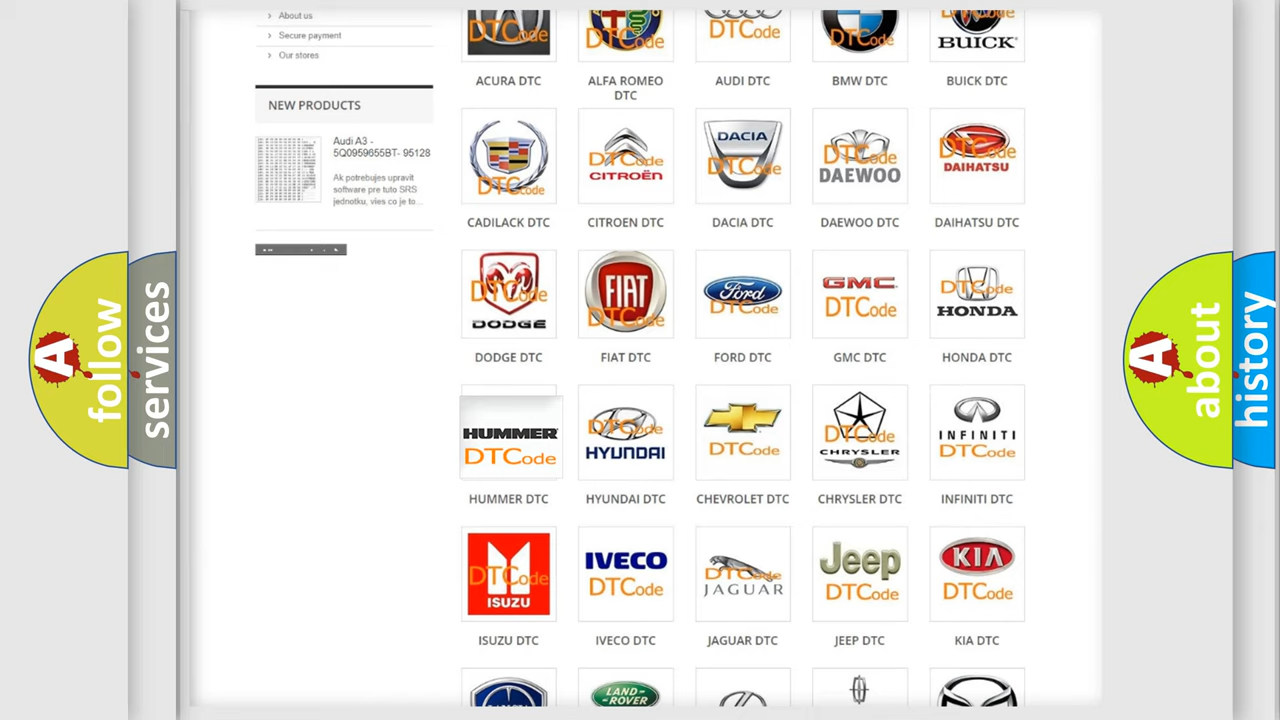 About us
Secure payment
Our stores
NEW PRODUCTS
Audi A3 -
5Q0959655BT- 95128
Ak potrebujes upravit
software pre tuto SRS
jednotku, vies co je to...
A follow
services
A about
history
DTCode
DTCode
DTCode
DTCode
BUICK
ACURA DTC
ALFA ROMEO
DTC
AUDI DTC
BMW DTC
BUICK DTC
DTCode
DTCode
CITROËN
DACIA
DTCode
DTCode
DAEWOO
DTCode
DAIHATSU
CADILACK DTC
CITROEN DTC
DACIA DTC
DAEWOO DTC
DAIHATSU DTC
DTCode
DODGE
FIAT
DTCode
Ford
DTCode
GMC
DTCode
DTCode
HONDA
DODGE DTC
FIAT DTC
FORD DTC
GMC DTC
HONDA DTC
HUMMER
DTCode
DTCode
HYUNDAI
DTCode
DTCode
CHRYSLER
INFINITI
DTCode
HUMMER DTC
HYUNDAI DTC
CHEVROLET DTC
CHRYSLER DTC
INFINITI DTC
DTCode
ISUZU
IVECO
DTCode
DTCode
JAGUAR
Jeep
DTCode
KIA
DTCode
ISUZU DTC
IVECO DTC
JAGUAR DTC
JEEP DTC
KIA DTC
LAND-
ROVER